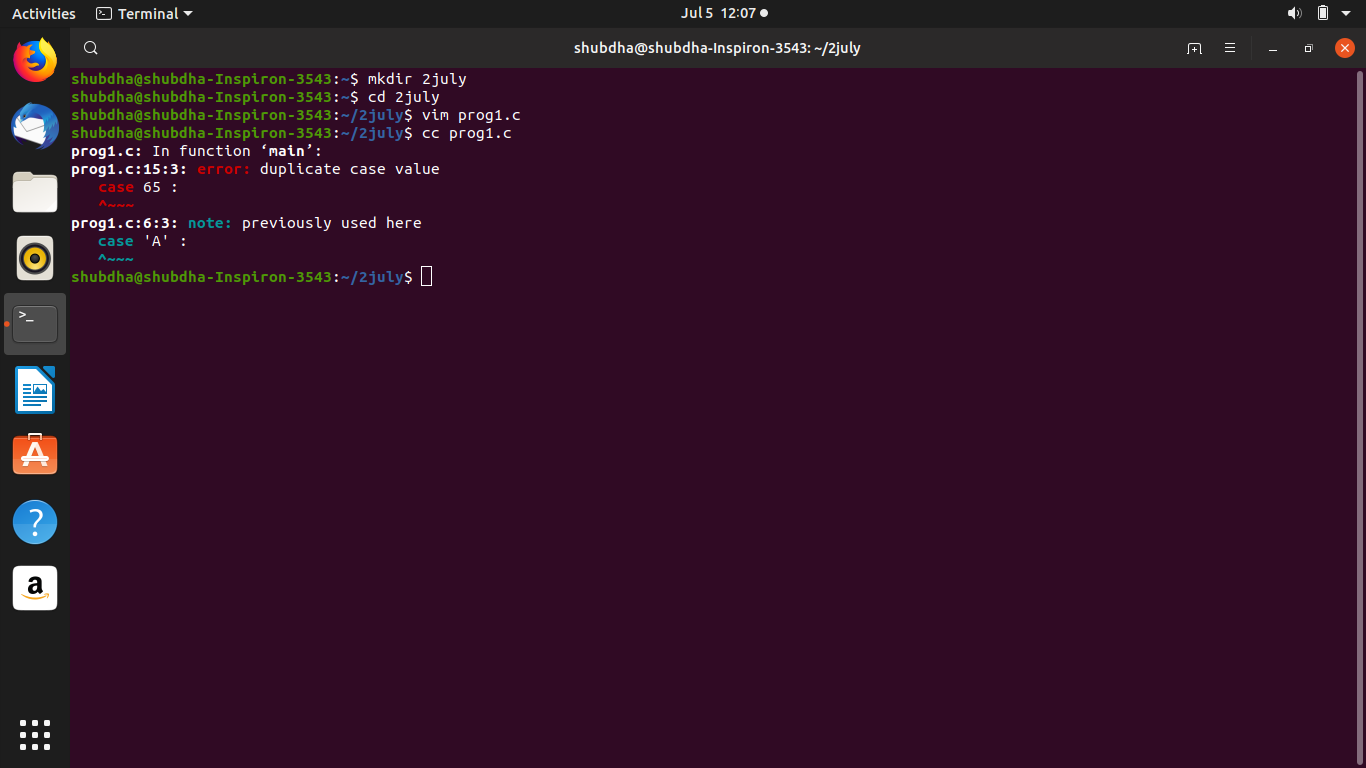 Activities Terminal Jul 5 12:07
shubdha@shubdha-Inspiron-3543: ~/2july
shubdha@shubdha-Inspiron-3543:~$ mkdir 2july
shubdha@shubdha-Inspiron-3543:~$ cd 2july
shubdha@shubdha-Inspiron-3543:~/2july$ vim prog1.c
shubdha@shubdha-Inspiron-3543:~/2july$ cc prog1.c
prog1.c: In function ‘main’:
prog1.c:15:3: error: duplicate case value
   case 65 :
   ^~~~
prog1.c:6:3: note: previously used here
   case 'A' :
   ^~~~
shubdha@shubdha-Inspiron-3543:~/2july$